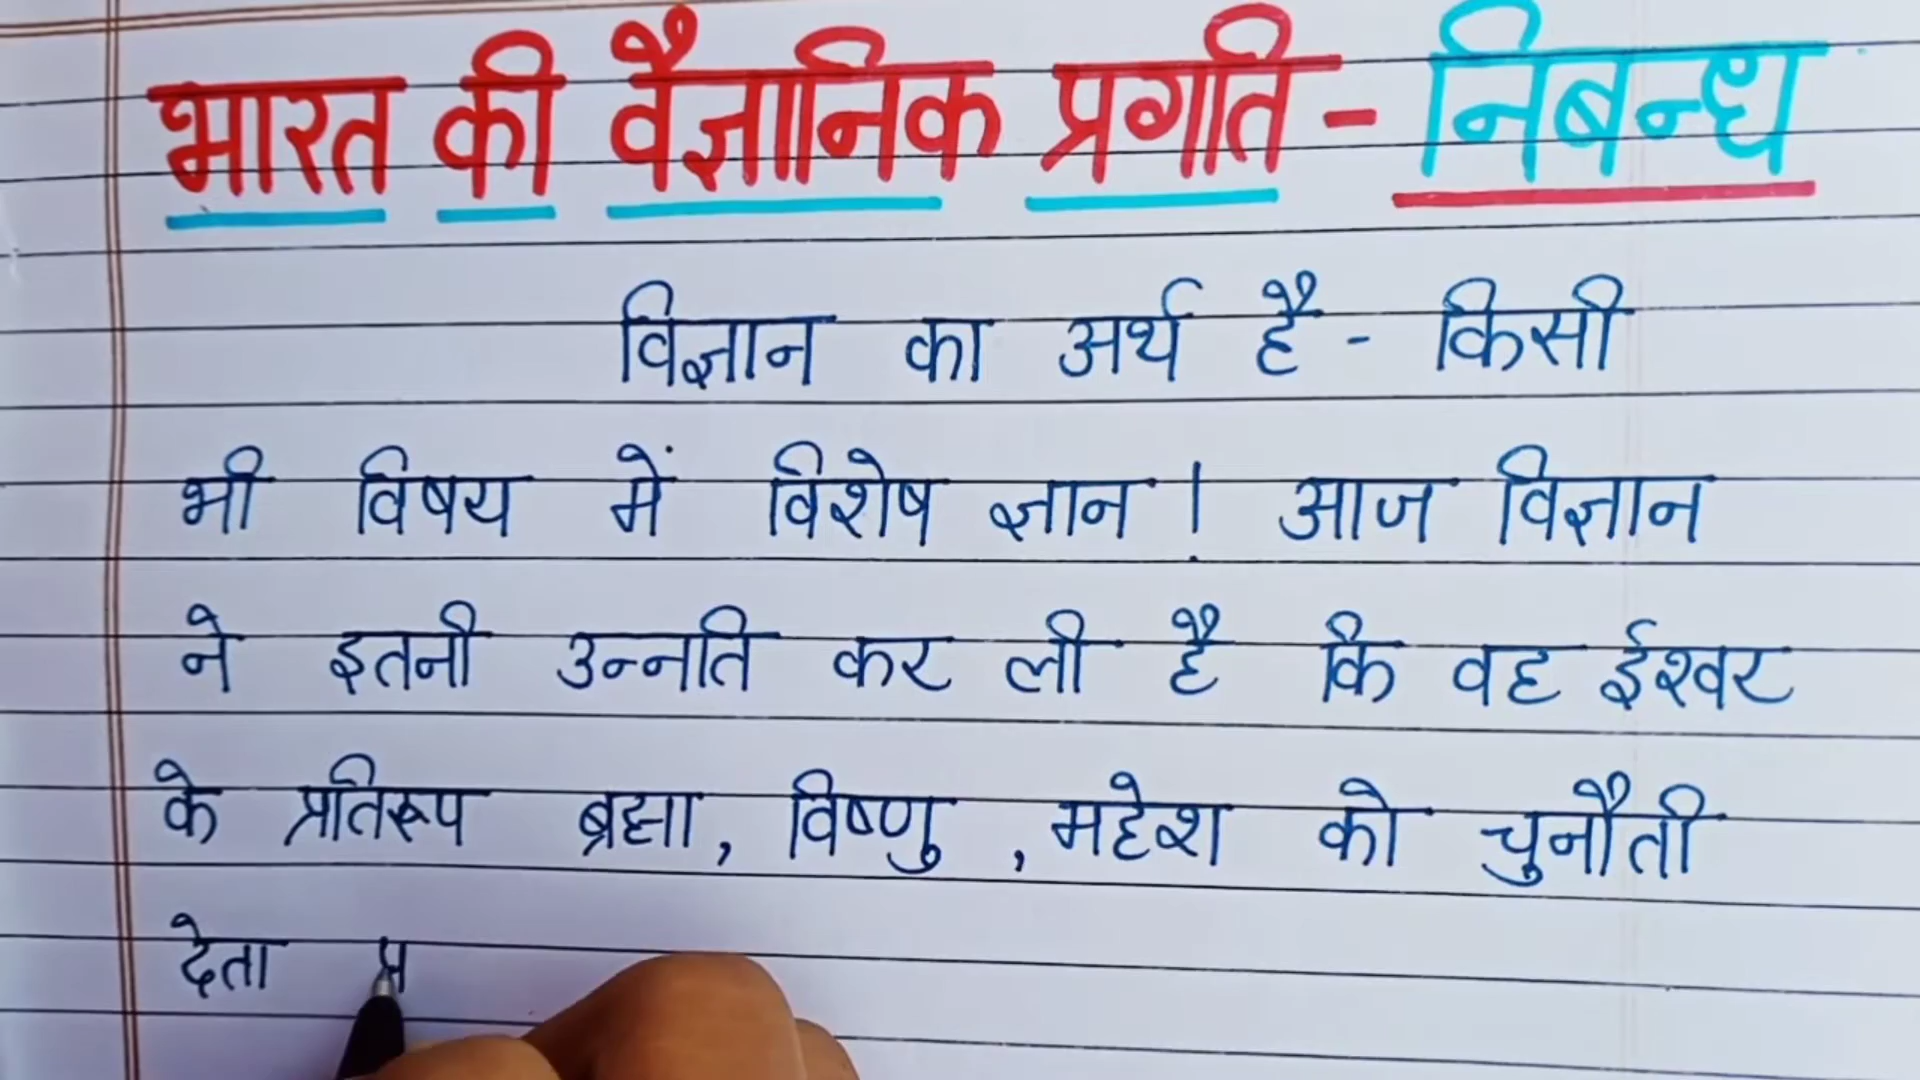 भारत की वैज्ञानिक प्रगति - निबन्ध
विज्ञान का अर्थ है - किसी
भी विषय में विशेष ज्ञान । आज विज्ञान
ने इतनी उन्नति कर ली है कि वह ईश्वर
के प्रतिरूप ब्रह्मा, विष्णु , महेश को चुनौती
देता